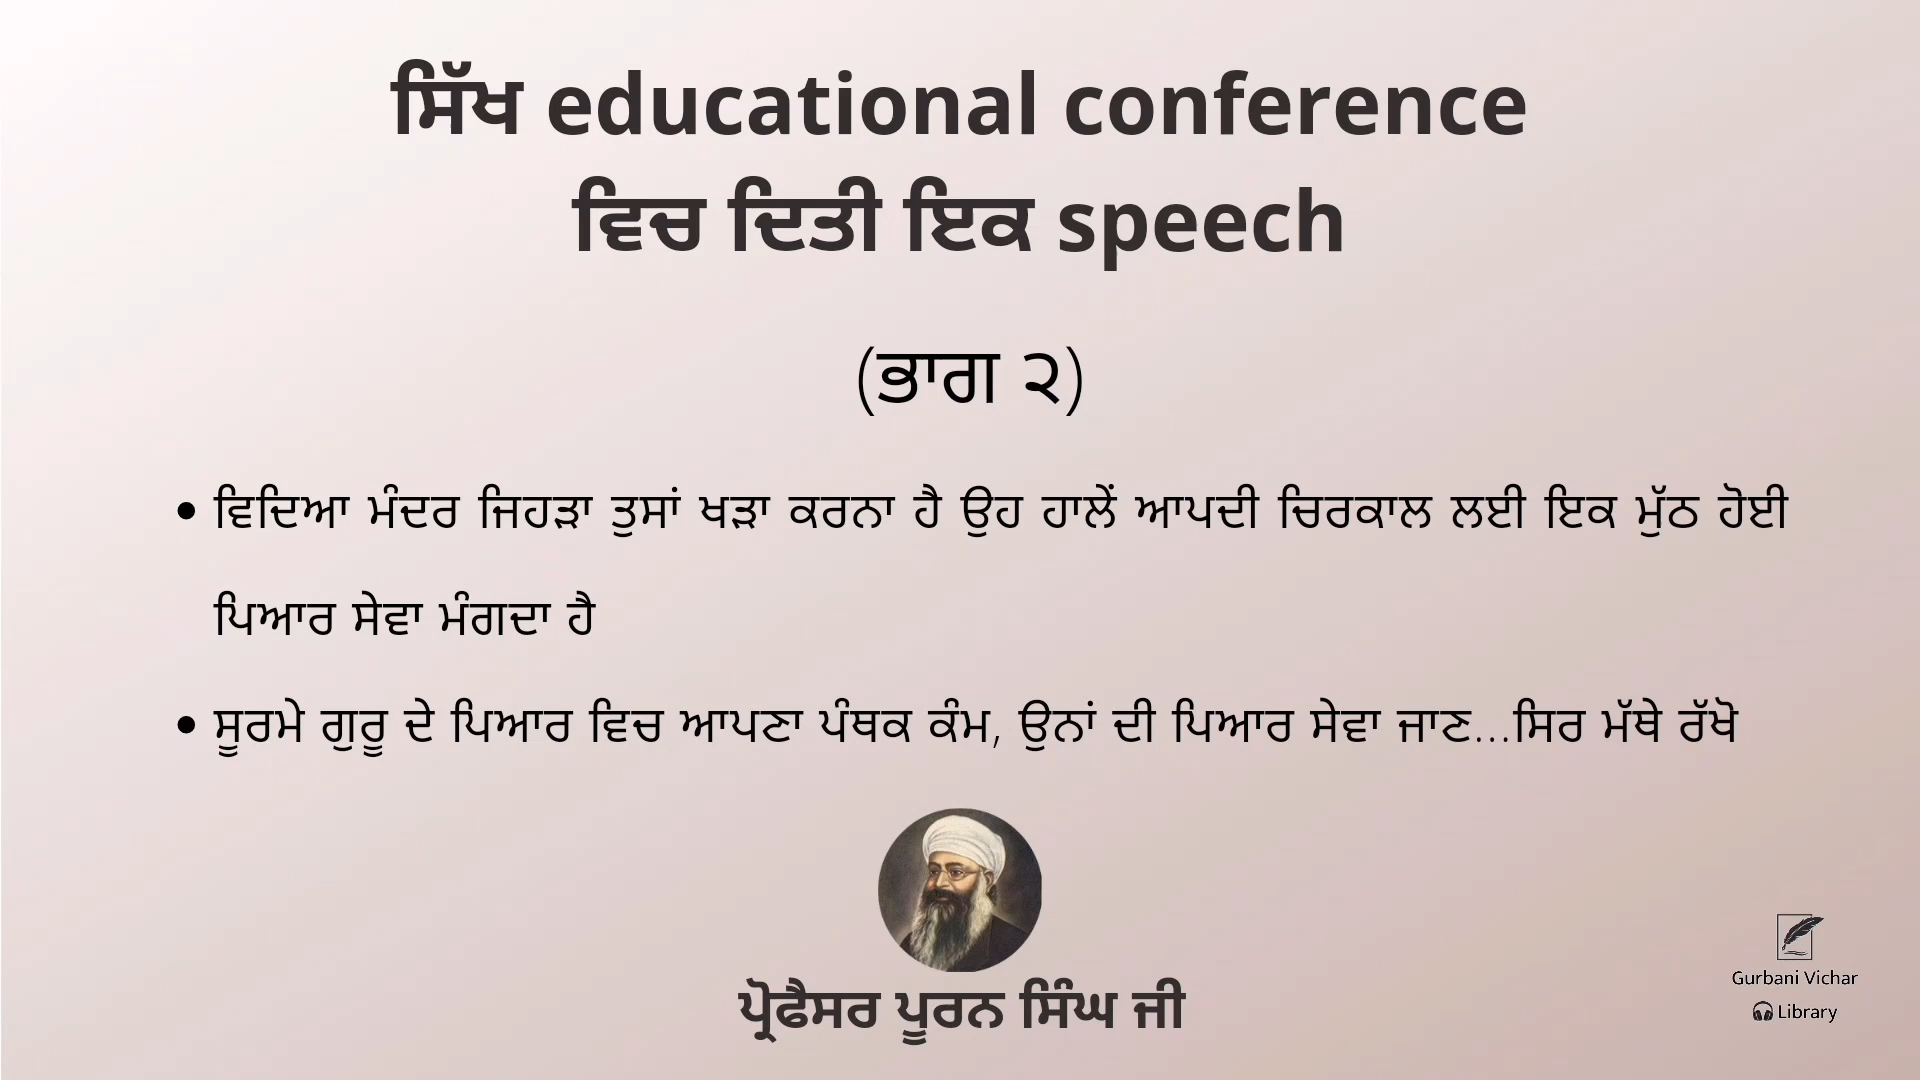 ਸਿੱਖ educational conference
ਵਿਚ ਦਿਤੀ ਇਕ speech
(ਭਾਗ ੨)
• ਵਿਦਿਆ ਮੰਦਰ ਜਿਹੜਾ ਤੁਸਾਂ ਖੜਾ ਕਰਨਾ ਹੈ ਉਹ ਹਾਲੇਂ ਆਪਦੀ ਚਿਰਕਾਲ ਲਈ ਇਕ ਮੁੱਠ ਹੋਈ
ਪਿਆਰ ਸੇਵਾ ਮੰਗਦਾ ਹੈ
• ਸੂਰਮੇ ਗੁਰੂ ਦੇ ਪਿਆਰ ਵਿਚ ਆਪਣਾ ਪੰਥਕ ਕੰਮ, ਉਨਾਂ ਦੀ ਪਿਆਰ ਸੇਵਾ ਜਾਣ...ਸਿਰ ਮੱਥੇ ਰੱਖੋ
ਪ੍ਰੋਫੈਸਰ ਪੂਰਨ ਸਿੰਘ ਜੀ
Gurbani Vichar
Library